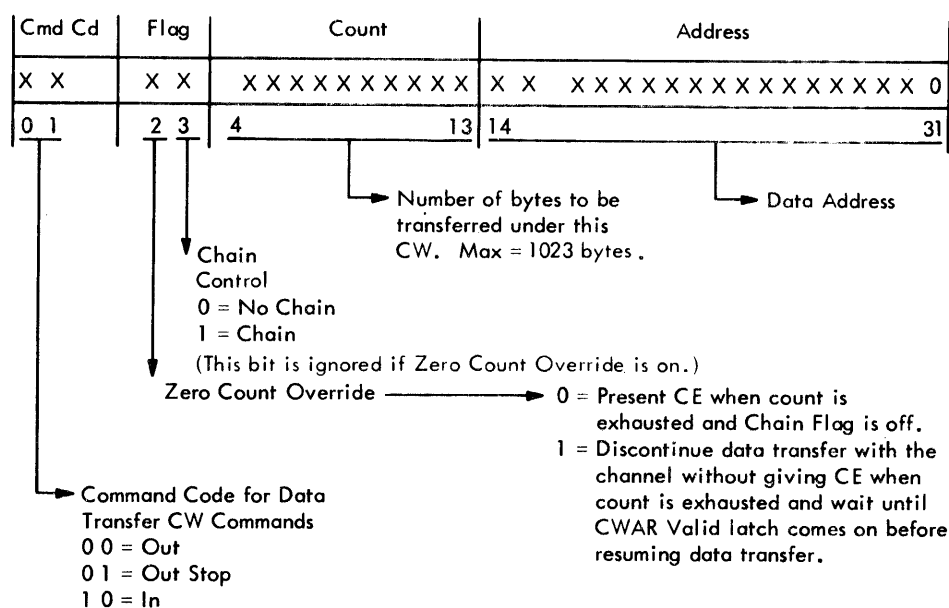 Cmd Cd Flag Count Address
X X X X X X X X X X X X X X X X X X X X X X X X X X X X X X X 0
0 1 2 3 4 13 14 31
Number of bytes to be
transferred under this
CW. Max = 1023 bytes.
Data Address
Chain
Control
0 = No Chain
1 = Chain
(This bit is ignored if Zero Count Override is on.)
Zero Count Override
0 = Present CE when count is
exhausted and Chain Flag is off.
1 = Discontinue data transfer with the
channel without giving CE when
count is exhausted and wait until
CWAR Valid latch comes on before
resuming data transfer.
Command Code for Data
Transfer CW Commands
0 0 = Out
0 1 = Out Stop
1 0 = In